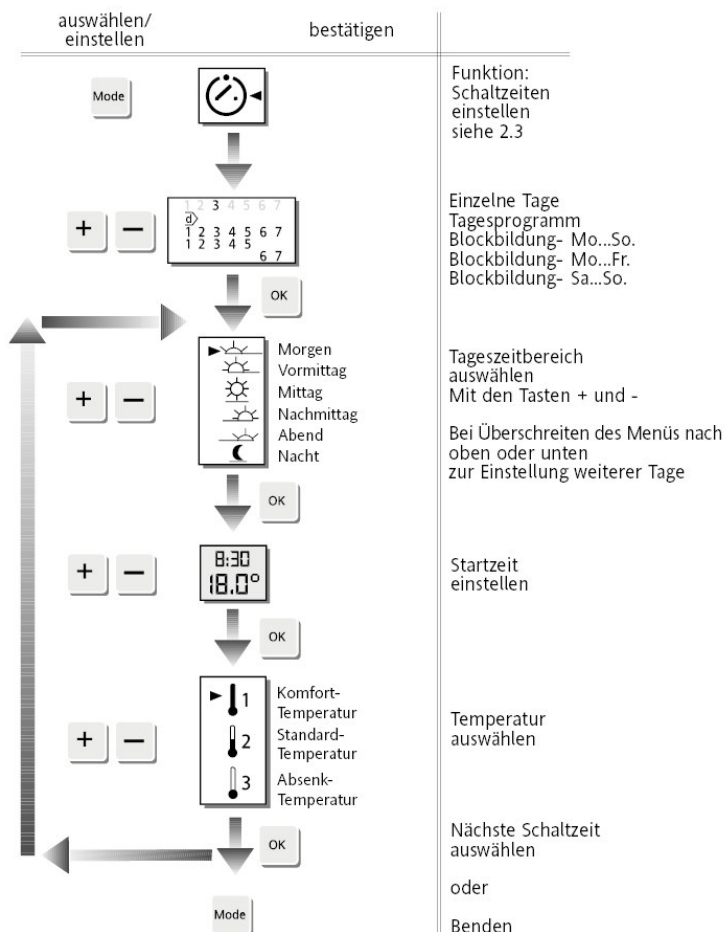 auswählen/
einstellen
bestätigen
Mode
Funktion:
Schaltzeiten
einstellen
siehe 2.3
+ −
1 2 3 4 5 6 7
d
1 2 3 4 5 6 7
1 2 3 4 5
6 7
Einzelne Tage
Tagesprogramm
Blockbildung- Mo...So.
Blockbildung- Mo...Fr.
Blockbildung- Sa...So.
OK
+ −
Morgen
Vormittag
Mittag
Nachmittag
Abend
Nacht
Tageszeitbereich
auswählen
Mit den Tasten + und -
Bei Überschreiten des Menüs nach
oben oder unten
zur Einstellung weiterer Tage
OK
+ −
8:30
18.0°
Startzeit
einstellen
OK
+ −
1
Komfort-
Temperatur
2
Standard-
Temperatur
3
Absenk-
Temperatur
Temperatur
auswählen
OK
Nächste Schaltzeit
auswählen
oder
Mode
Benden